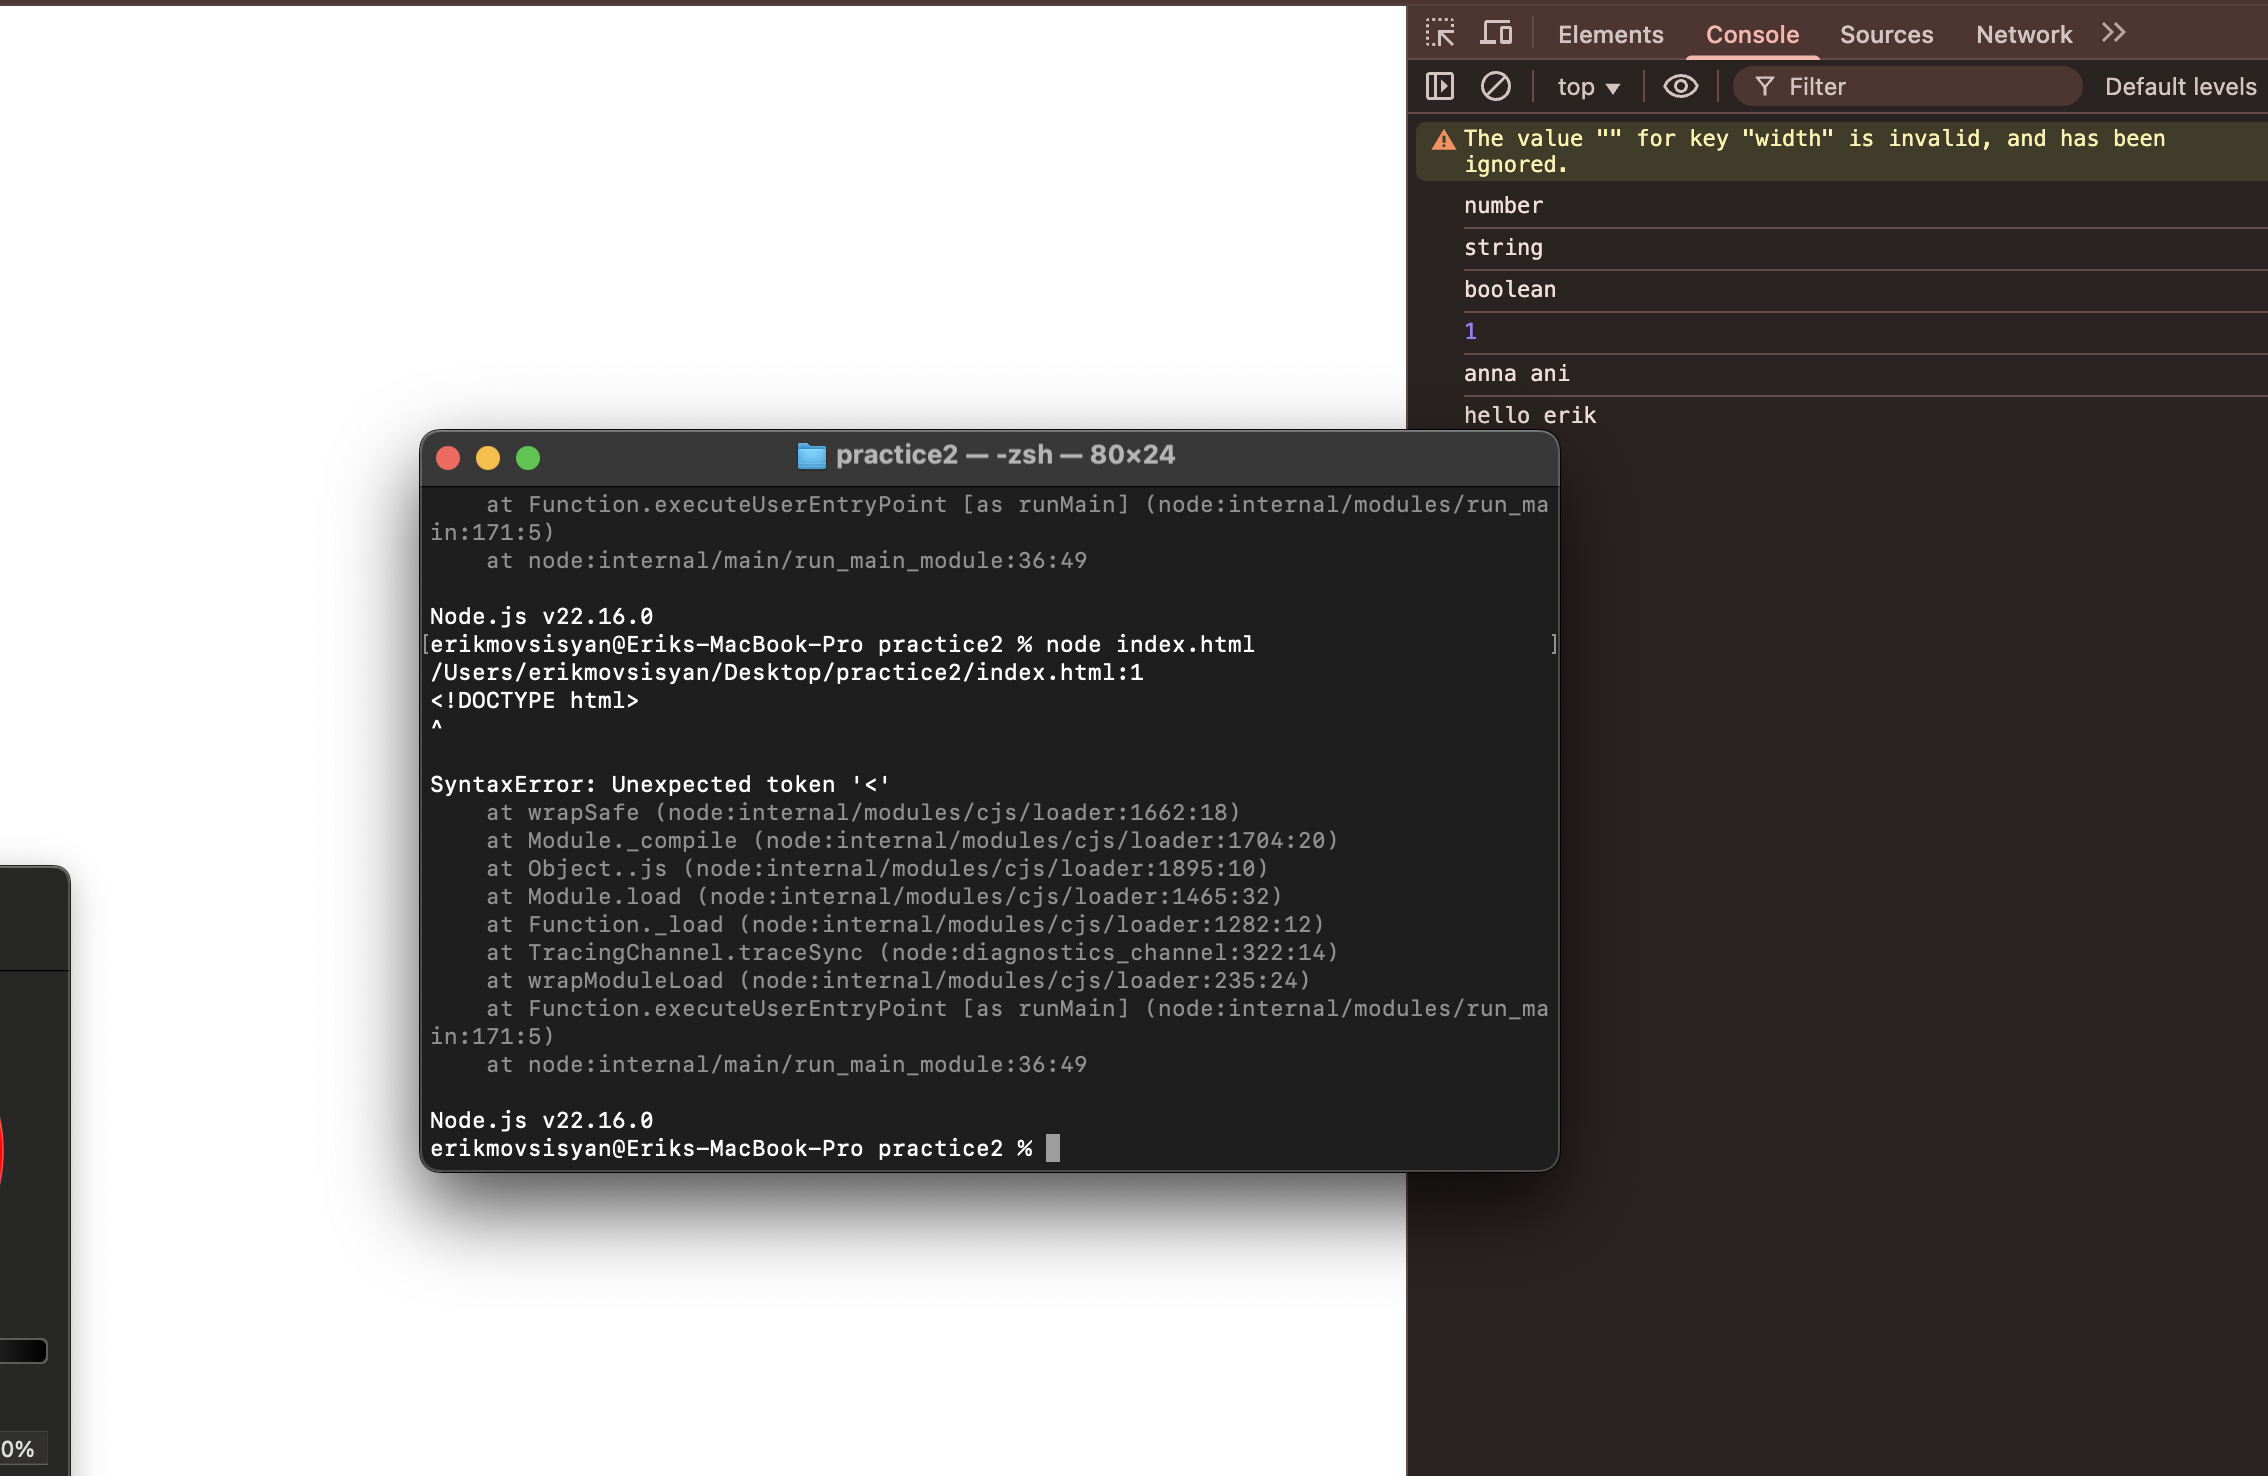 Elements Console Sources Network
top Filter Default levels
The value "" for key "width" is invalid, and has been
ignored.
number
string
boolean
1
anna ani
hello erik
practice2 — -zsh — 80×24
at Function.executeUserEntryPoint [as runMain] (node:internal/modules/run_ma
in:171:5)
at node:internal/main/run_main_module:36:49
Node.js v22.16.0
[erikmovsisyan@Eriks-MacBook-Pro practice2 % node index.html ]
/Users/erikmovsisyan/Desktop/practice2/index.html:1
<!DOCTYPE html>
^
SyntaxError: Unexpected token '<'
at wrapSafe (node:internal/modules/cjs/loader:1662:18)
at Module._compile (node:internal/modules/cjs/loader:1704:20)
at Object..js (node:internal/modules/cjs/loader:1895:10)
at Module.load (node:internal/modules/cjs/loader:1465:32)
at Function._load (node:internal/modules/cjs/loader:1282:12)
at TracingChannel.traceSync (node:diagnostics_channel:322:14)
at wrapModuleLoad (node:internal/modules/cjs/loader:235:24)
at Function.executeUserEntryPoint [as runMain] (node:internal/modules/run_ma
in:171:5)
at node:internal/main/run_main_module:36:49
Node.js v22.16.0
erikmovsisyan@Eriks-MacBook-Pro practice2 %
0%